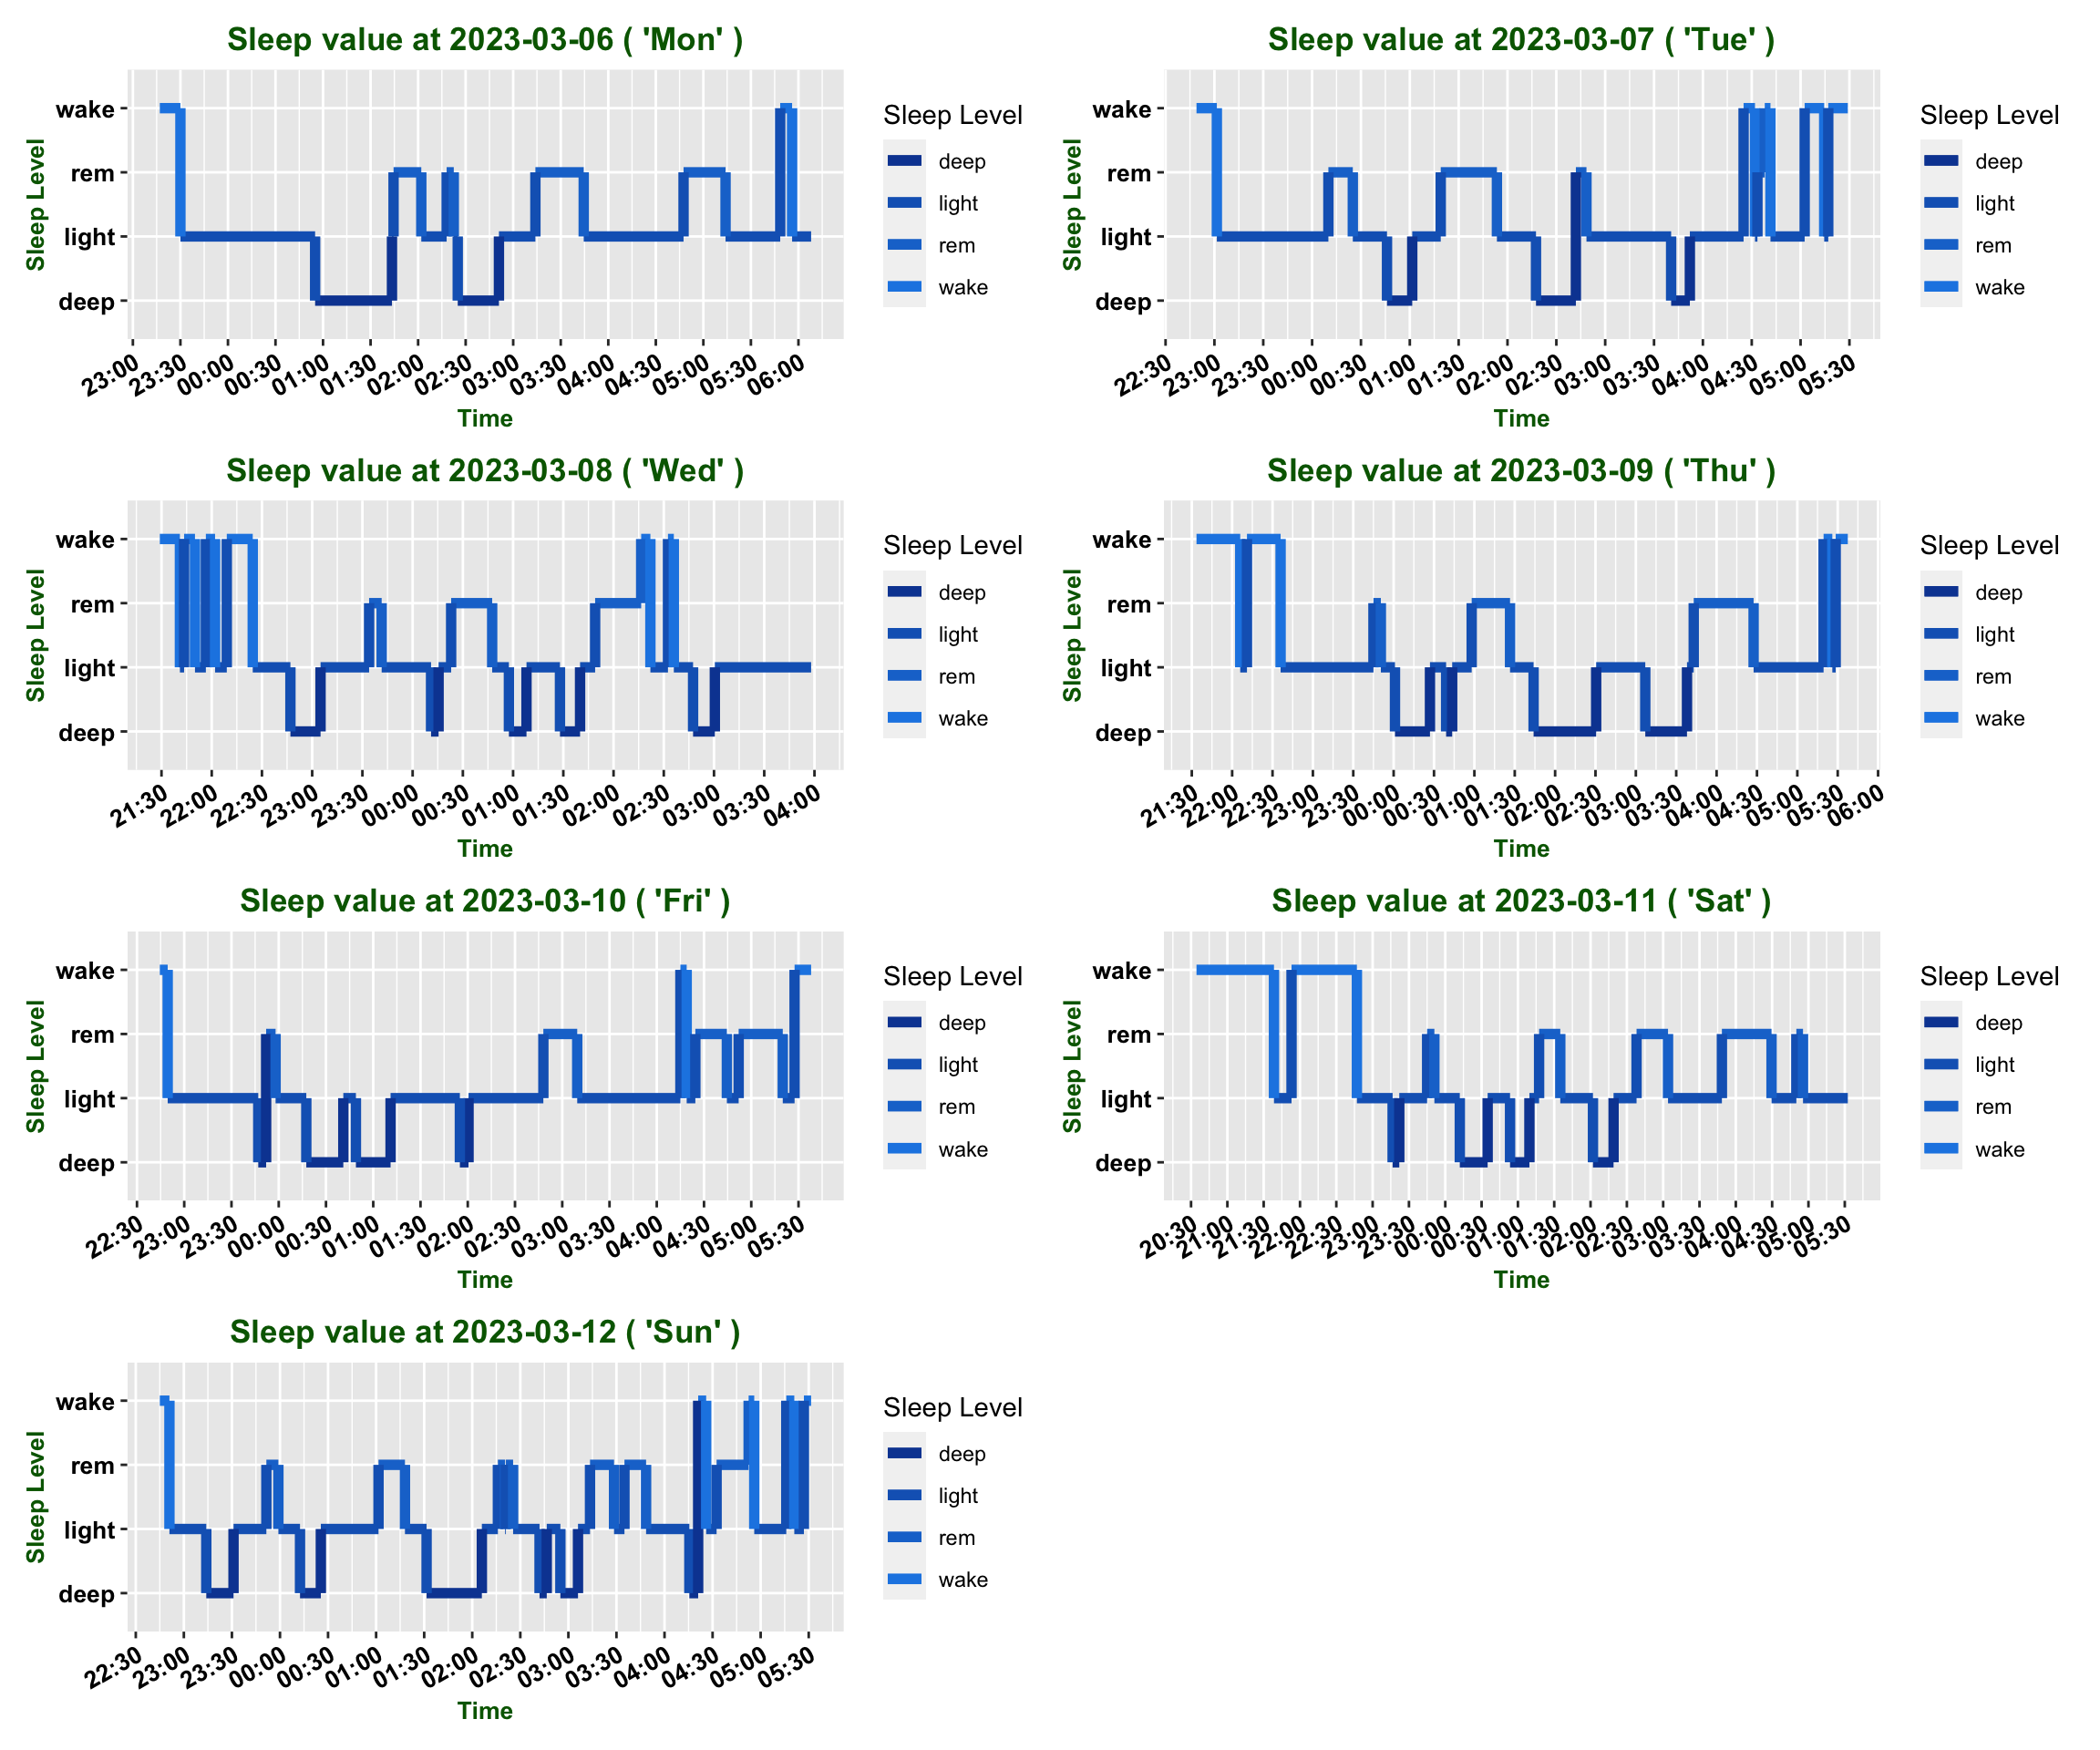 Sleep value at 2023-03-06 ( 'Mon' )
Sleep Level
wake
rem
light
deep
23:00 23:30 00:00 00:30 01:00 01:30 02:00 02:30 03:00 03:30 04:00 04:30 05:00 05:30 06:00
Time
Sleep Level
deep
light
rem
wake
Sleep value at 2023-03-07 ( 'Tue' )
Sleep Level
wake
rem
light
deep
22:30 23:00 23:30 00:00 00:30 01:00 01:30 02:00 02:30 03:00 03:30 04:00 04:30 05:00 05:30
Time
Sleep Level
deep
light
rem
wake
Sleep value at 2023-03-08 ( 'Wed' )
Sleep Level
wake
rem
light
deep
21:30 22:00 22:30 23:00 23:30 00:00 00:30 01:00 01:30 02:00 02:30 03:00 03:30 04:00
Time
Sleep Level
deep
light
rem
wake
Sleep value at 2023-03-09 ( 'Thu' )
Sleep Level
wake
rem
light
deep
21:30 22:00 22:30 23:00 23:30 00:00 00:30 01:00 01:30 02:00 02:30 03:00 03:30 04:00 04:30 05:00 05:30 06:00
Time
Sleep Level
deep
light
rem
wake
Sleep value at 2023-03-10 ( 'Fri' )
Sleep Level
wake
rem
light
deep
22:30 23:00 23:30 00:00 00:30 01:00 01:30 02:00 02:30 03:00 03:30 04:00 04:30 05:00 05:30
Time
Sleep Level
deep
light
rem
wake
Sleep value at 2023-03-11 ( 'Sat' )
Sleep Level
wake
rem
light
deep
20:30 21:00 21:30 22:00 22:30 23:00 23:30 00:00 00:30 01:00 01:30 02:00 02:30 03:00 03:30 04:00 04:30 05:00 05:30
Time
Sleep Level
deep
light
rem
wake
Sleep value at 2023-03-12 ( 'Sun' )
Sleep Level
wake
rem
light
deep
22:30 23:00 23:30 00:00 00:30 01:00 01:30 02:00 02:30 03:00 03:30 04:00 04:30 05:00 05:30
Time
Sleep Level
deep
light
rem
wake